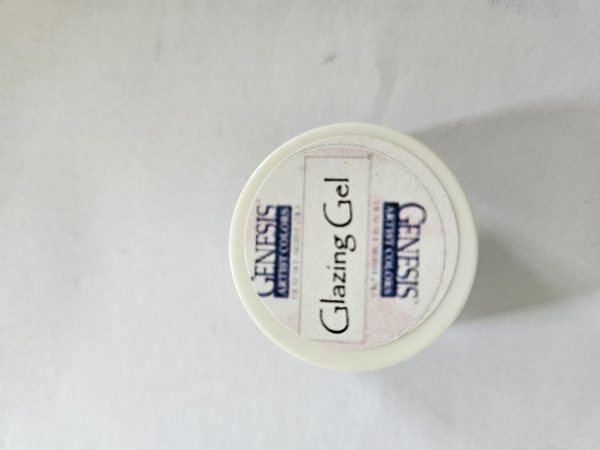 GENESIS
ARTIST COLORS
Glazing Gel
GENESIS
ARTIST COLORS